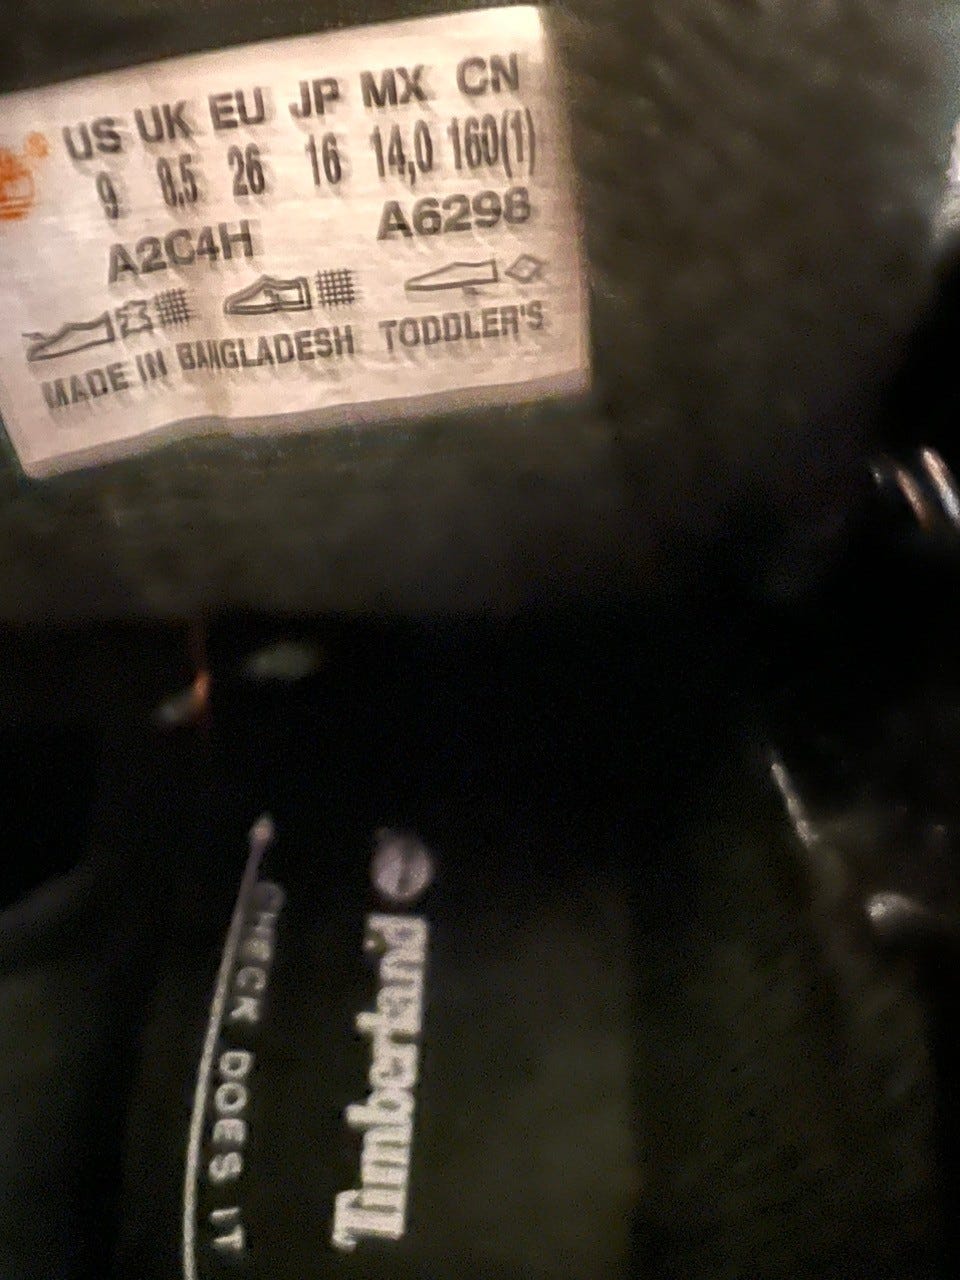 US UK EU JP MX CN
9 8.5 26 16 14,0 160(1)
A2C4H A6298
MADE IN BANGLADESH TODDLER'S
CHECK DOES IT
Timberland